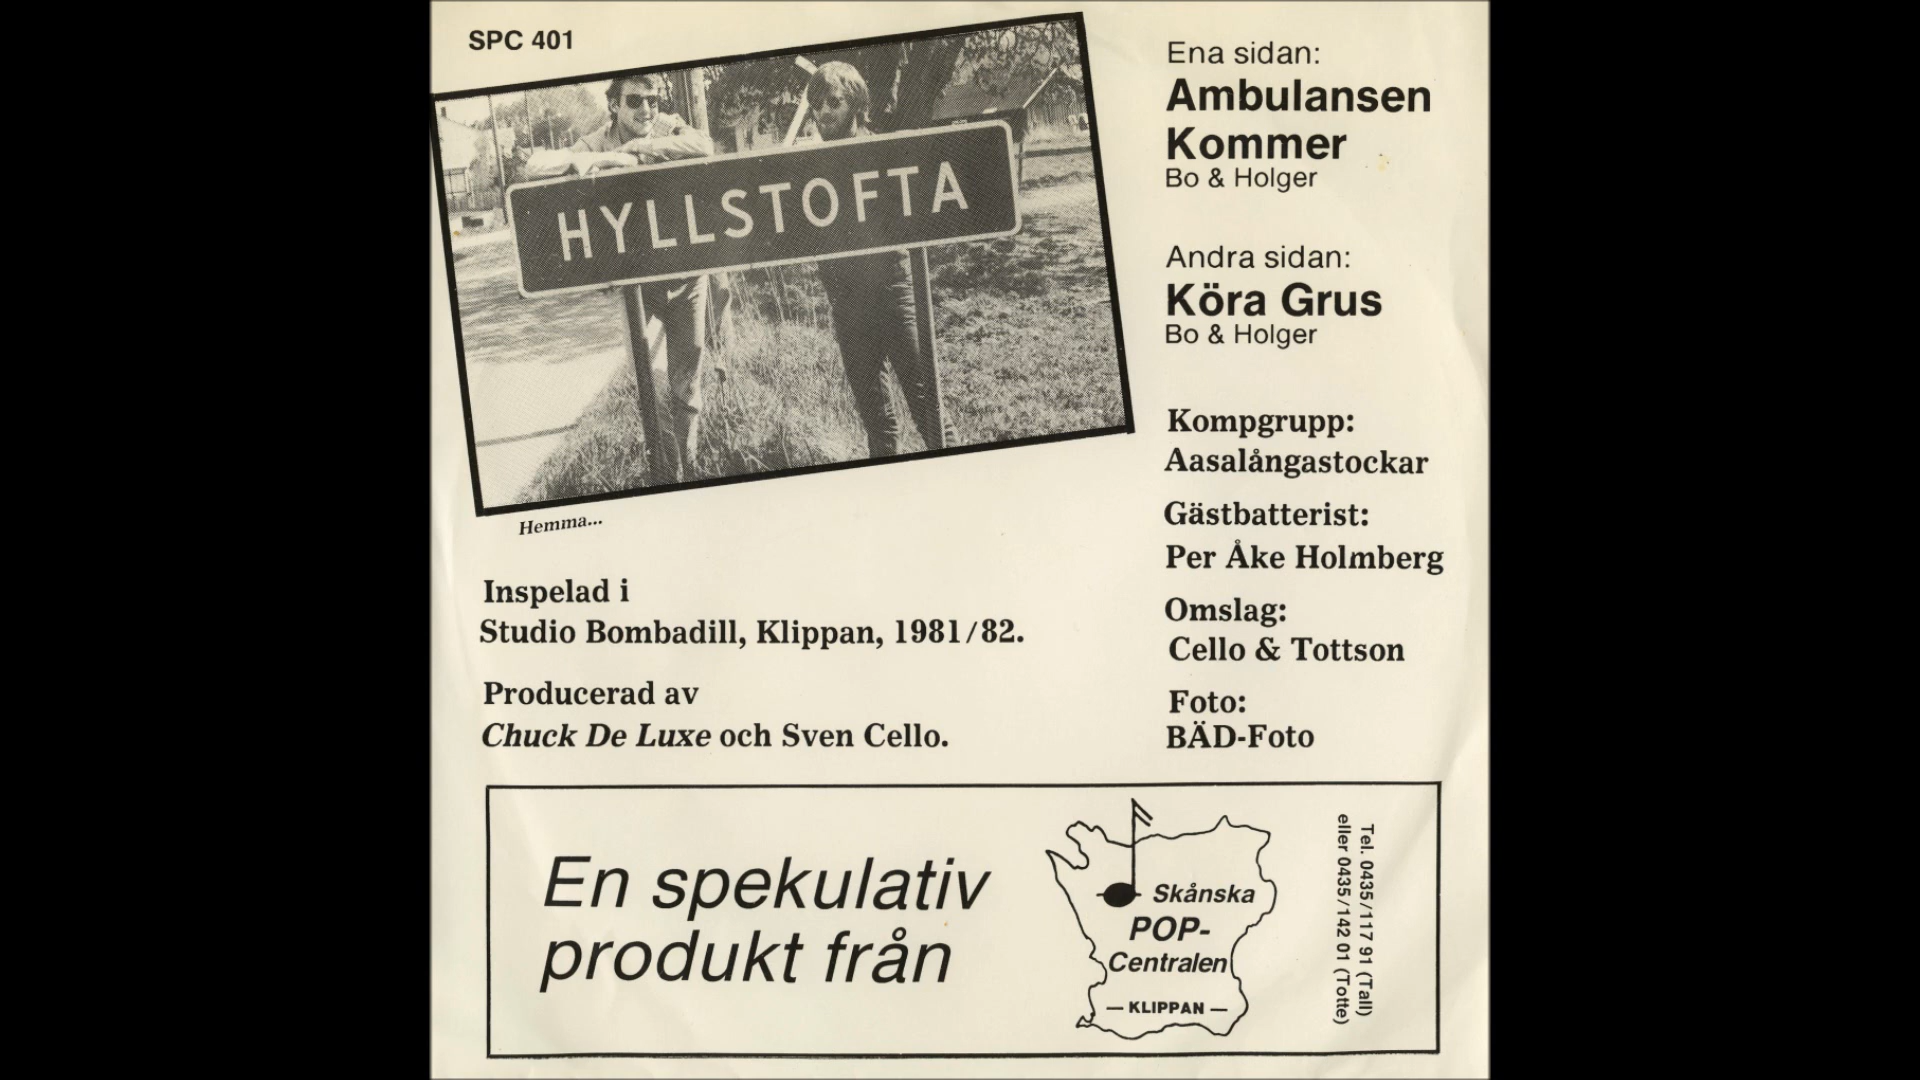 SPC 401
HYLLSTOFTA
Hemma...
Inspelad i
Studio Bombadill, Klippan, 1981/82.
Producerad av
Chuck De Luxe och Sven Cello.
Ena sidan:
Ambulansen
Kommer
Bo & Holger
Andra sidan:
Köra Grus
Bo & Holger
Kompgrupp:
Aasalångastockar
Gästbatterist:
Per Åke Holmberg
Omslag:
Cello & Tottson
Foto:
BÄD-Foto
En spekulativ
produkt från
Skånska
POP-
Centralen
— KLIPPAN —
Tel. 0435/117 91 (Tall)
eller 0435/142 01 (Totte)